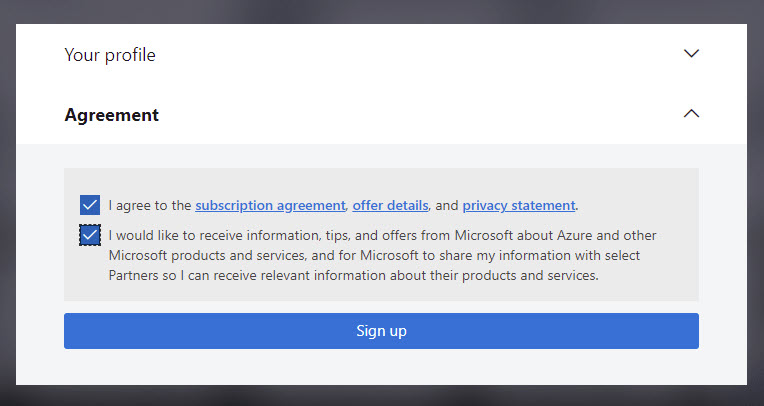 Your profile
Agreement
I agree to the subscription agreement, offer details, and privacy statement.
I would like to receive information, tips, and offers from Microsoft about Azure and other
Microsoft products and services, and for Microsoft to share my information with select
Partners so I can receive relevant information about their products and services.
Sign up